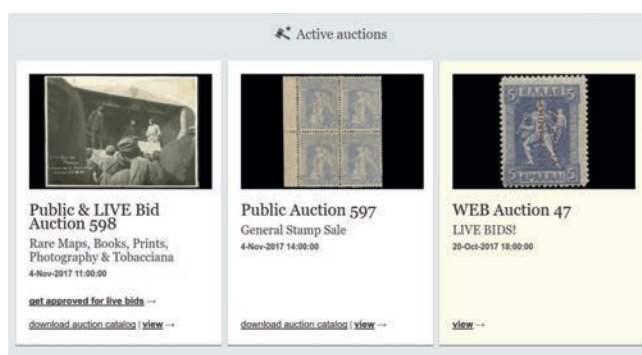 Active auctions
Public & LIVE Bid
Auction 598
Rare Maps, Books, Prints,
Photography & Tobacciana
4-Nov-2017 11:00:00
get approved for live bids →
download auction catalog | view →
Public Auction 597
General Stamp Sale
4-Nov-2017 14:00:00
download auction catalog | view →
5 ΕΛΛΑΣ 5
5 ΔΡΑΧΜΑΙ 5
WEB Auction 47
LIVE BIDS!
20-Oct-2017 18:00:00
view →